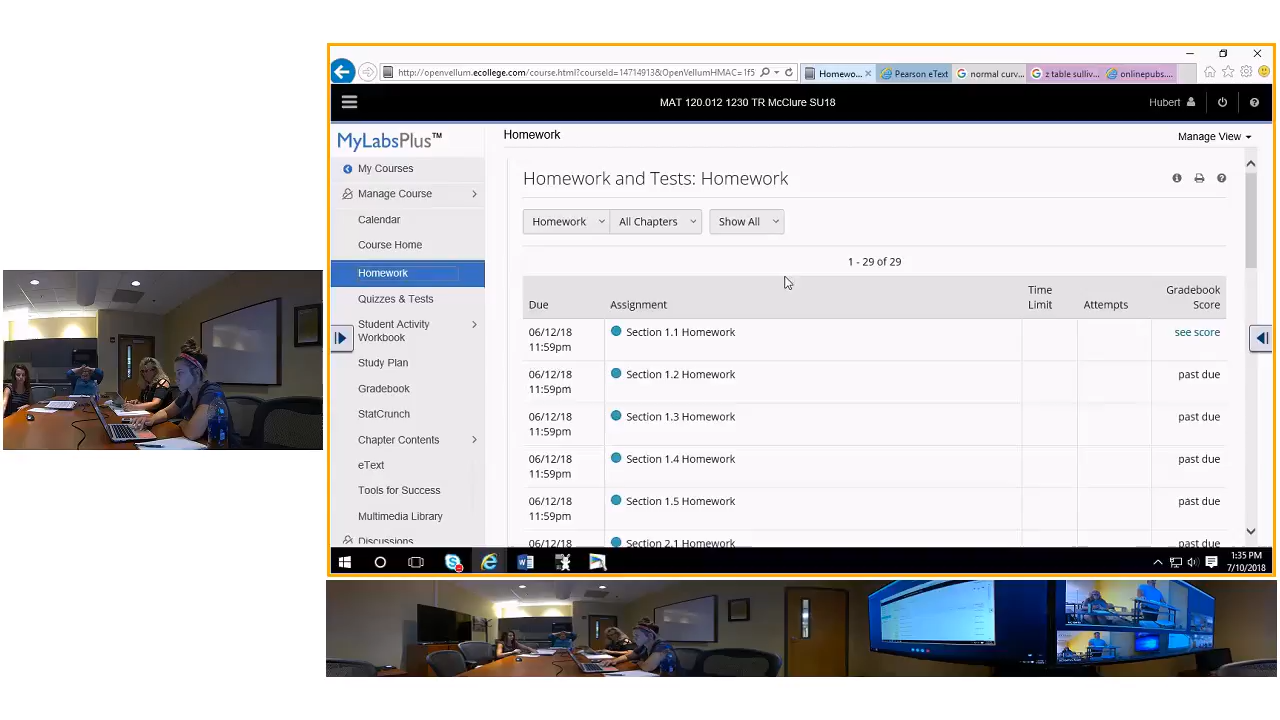 http://openvellum.ecollege.com/course.html?courseId=14714913&OpenVellumHMAC=1f5
Homewo...
Pearson eText
normal curv...
z table sulliv...
onlinepubs....
MAT 120.012 1230 TR McClure SU18
Hubert
MyLabsPlus™
Homework
Manage View
My Courses
Manage Course
Calendar
Course Home
Homework
Quizzes & Tests
Student Activity
Workbook
Study Plan
Gradebook
StatCrunch
Chapter Contents
eText
Tools for Success
Multimedia Library
Discussions
Homework and Tests: Homework
Homework
All Chapters
Show All
1 - 29 of 29
Due
Assignment
Time
Limit
Attempts
Gradebook
Score
06/12/18
11:59pm
Section 1.1 Homework
see score
06/12/18
11:59pm
Section 1.2 Homework
past due
06/12/18
11:59pm
Section 1.3 Homework
past due
06/12/18
11:59pm
Section 1.4 Homework
past due
06/12/18
11:59pm
Section 1.5 Homework
past due
06/12/18
Section 2.1 Homework
past due
1:35 PM
7/10/2018